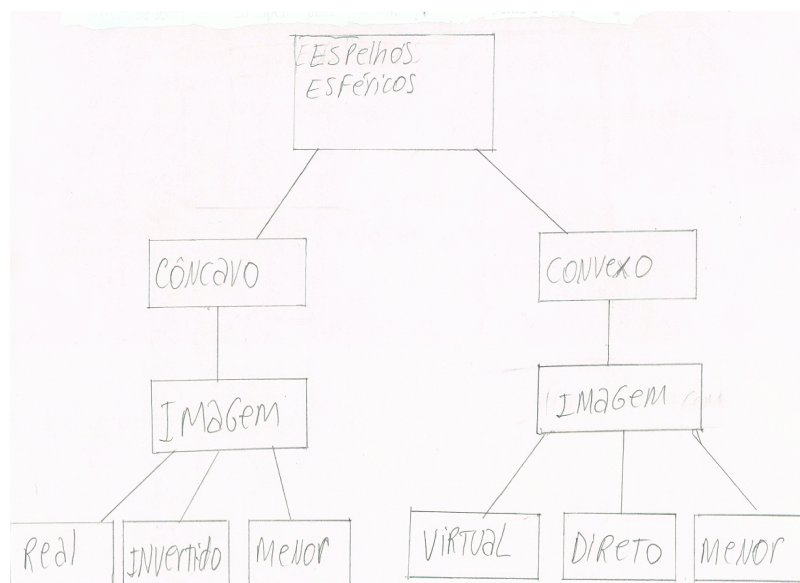 Espelhos
Esféricos
Côncavo
Convexo
Imagem
Imagem
Real
Invertido
Menor
Virtual
Direto
Menor